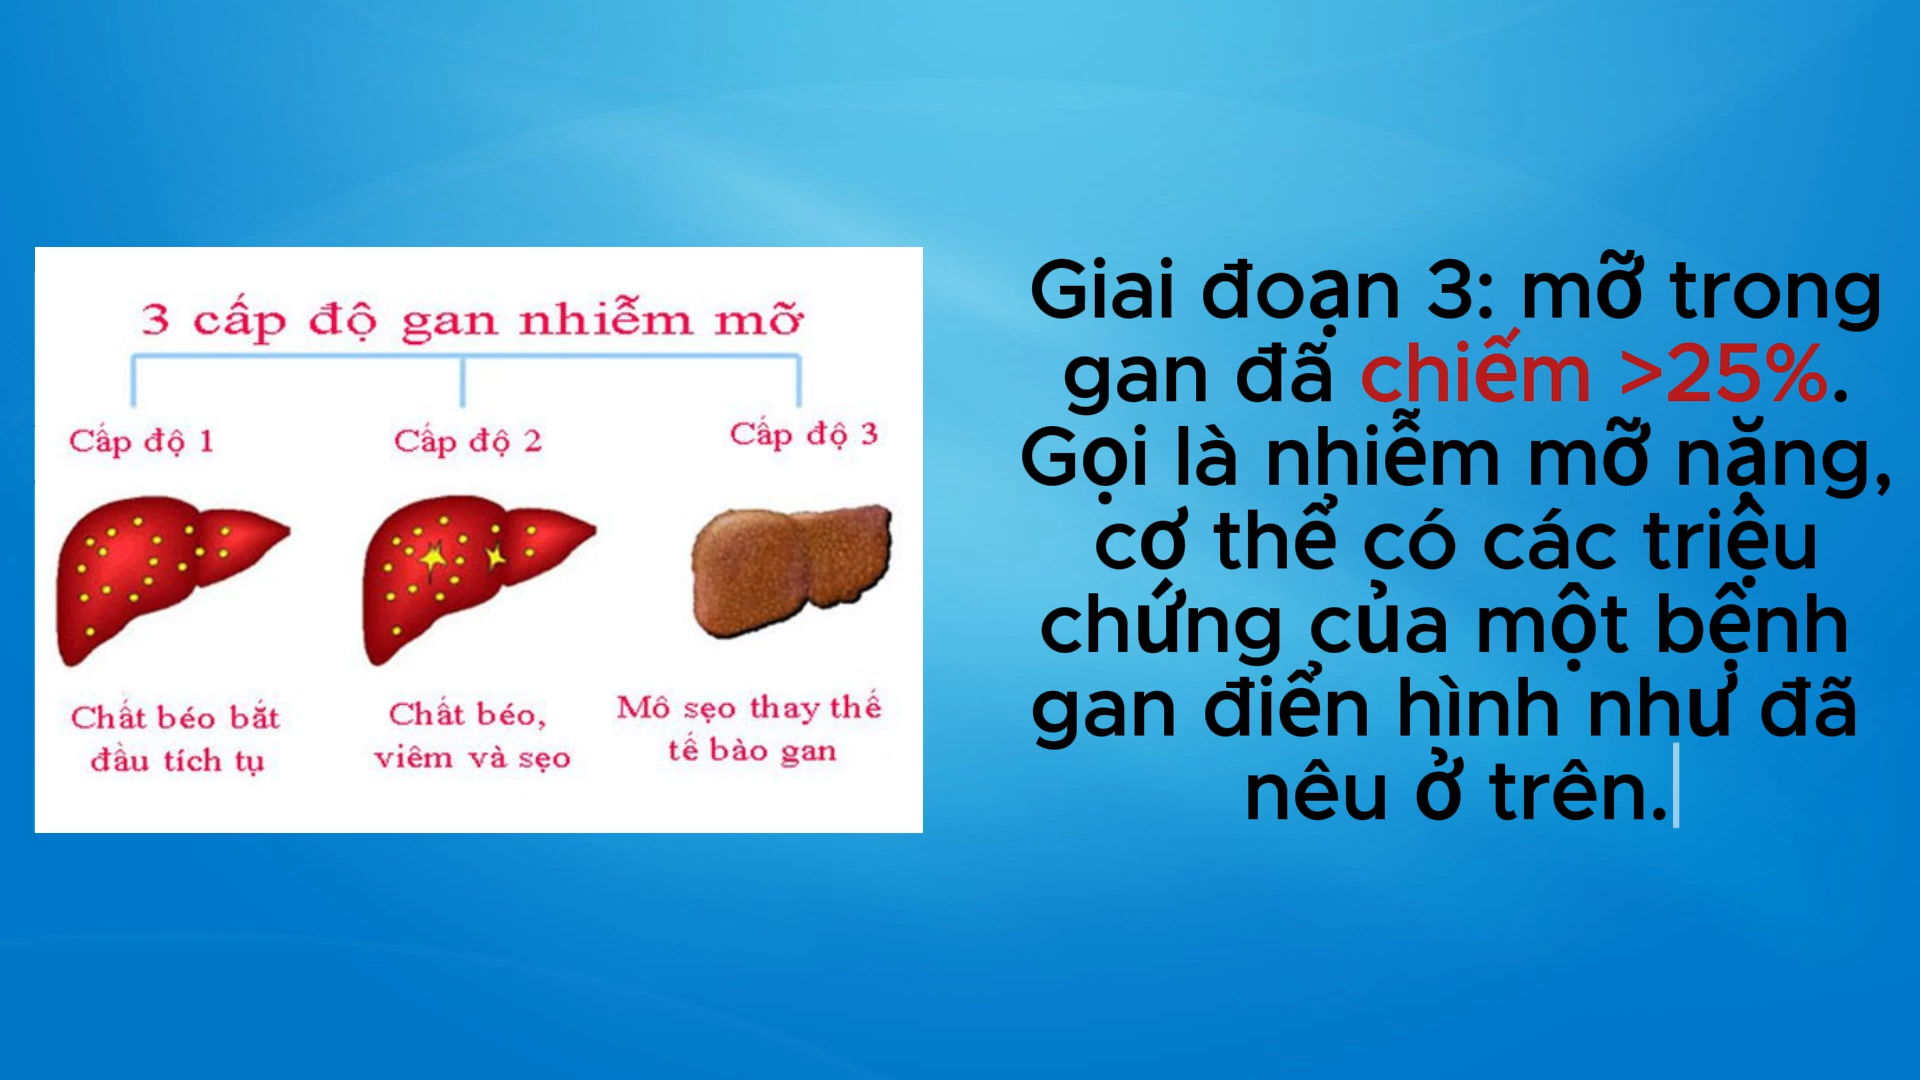 3 cấp độ gan nhiễm mỡ
Cấp độ 1
Cấp độ 2
Cấp độ 3
Chất béo bắt
đầu tích tụ
Chất béo,
viêm và sẹo
Mô sẹo thay thế
tế bào gan
Giai đoạn 3: mỡ trong
gan đã chiếm >25%.
Gọi là nhiễm mỡ nặng,
cơ thể có các triệu
chứng của một bệnh
gan điển hình như đã
nêu ở trên.